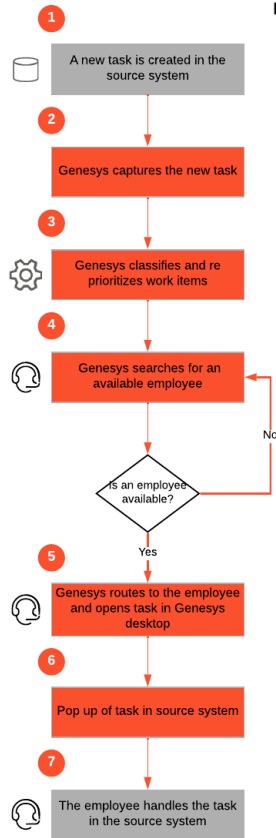 1
A new task is created in the
source system
2
Genesys captures the new task
3
Genesys classifies and re
prioritizes work items
4
Genesys searches for an
available employee
No
Is an employee
available?
Yes
5
Genesys routes to the employee
and opens task in Genesys
desktop
6
Pop up of task in source system
7
The employee handles the task
in the source system